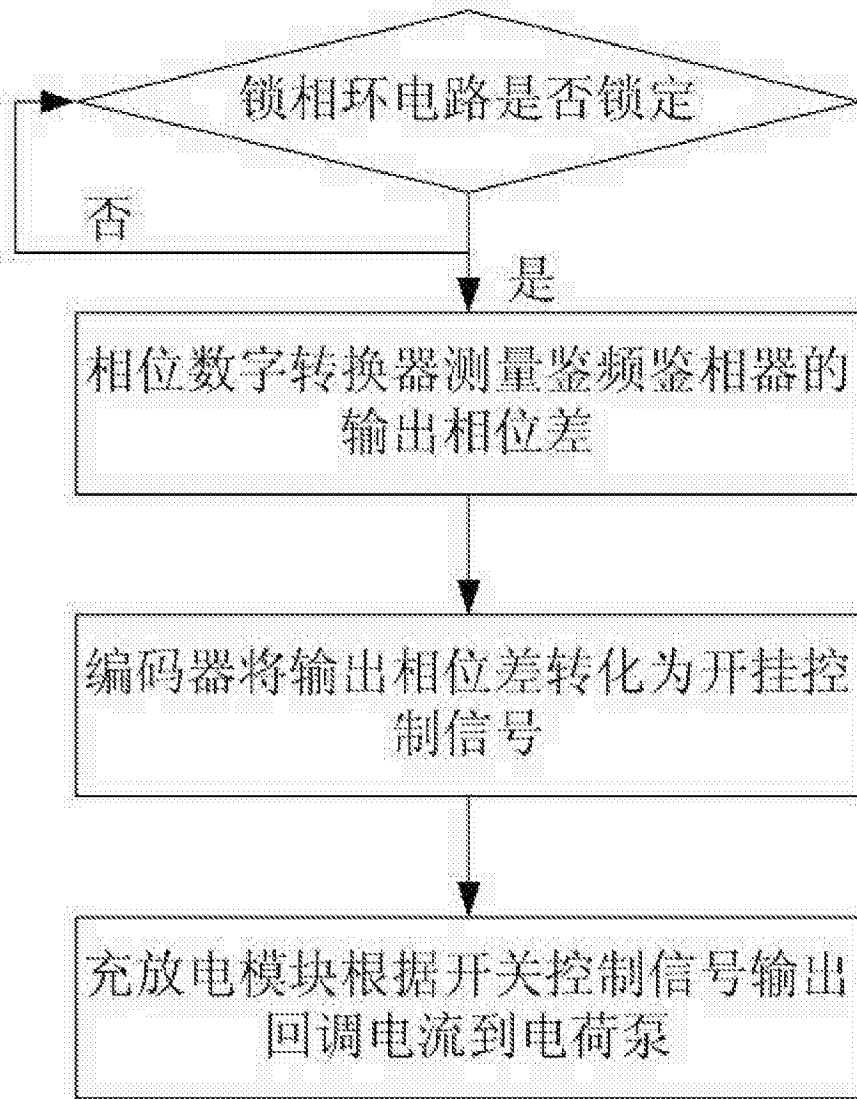 锁相环电路是否锁定
否
是
相位数字转换器测量鉴频鉴相器的
输出相位差
编码器将输出相位差转化为开挂控
制信号
充放电模块根据开关控制信号输出
回调电流到电荷泵